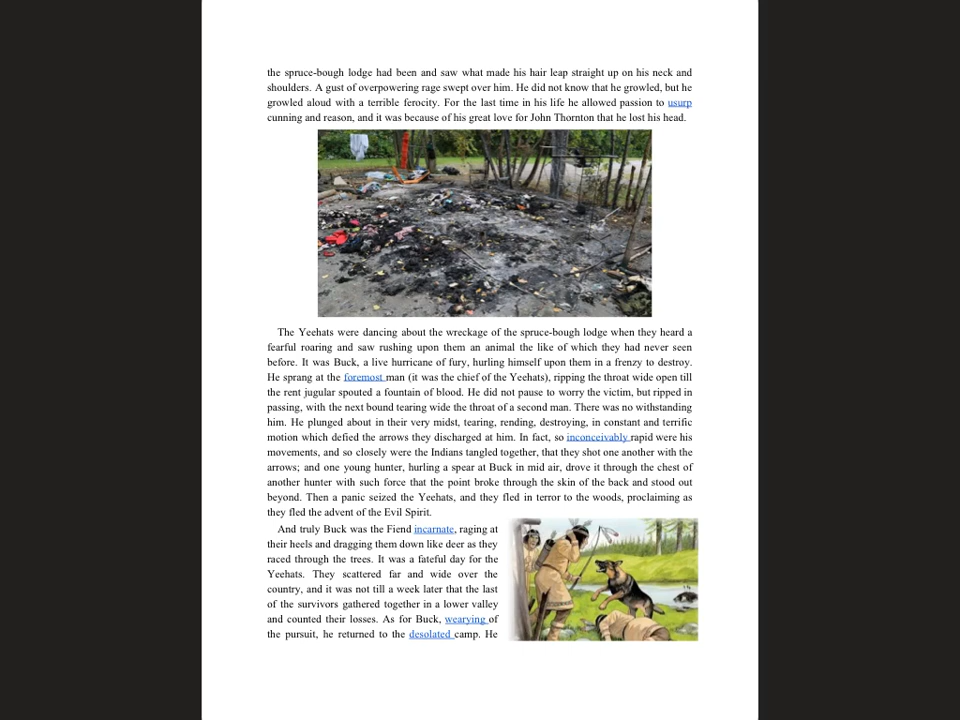 the spruce-bough lodge had been and saw what made his hair leap straight up on his neck and
shoulders. A gust of overpowering rage swept over him. He did not know that he growled, but he
growled aloud with a terrible ferocity. For the last time in his life he allowed passion to usurp
cunning and reason, and it was because of his great love for John Thornton that he lost his head.
The Yeehats were dancing about the wreckage of the spruce-bough lodge when they heard a
fearful roaring and saw rushing upon them an animal the like of which they had never seen
before. It was Buck, a live hurricane of fury, hurling himself upon them in a frenzy to destroy.
He sprang at the foremost man (it was the chief of the Yeehats), ripping the throat wide open till
the rent jugular spouted a fountain of blood. He did not pause to worry the victim, but ripped in
passing, with the next bound tearing wide the throat of a second man. There was no withstanding
him. He plunged about in their very midst, tearing, rending, destroying, in constant and terrific
motion which defied the arrows they discharged at him. In fact, so inconceivably rapid were his
movements, and so closely were the Indians tangled together, that they shot one another with the
arrows; and one young hunter, hurling a spear at Buck in mid air, drove it through the chest of
another hunter with such force that the point broke through the skin of the back and stood out
beyond. Then a panic seized the Yeehats, and they fled in terror to the woods, proclaiming as
they fled the advent of the Evil Spirit.
And truly Buck was the Fiend incarnate, raging at
their heels and dragging them down like deer as they
raced through the trees. It was a fateful day for the
Yeehats. They scattered far and wide over the
country, and it was not till a week later that the last
of the survivors gathered together in a lower valley
and counted their losses. As for Buck, wearying of
the pursuit, he returned to the desolated camp. He